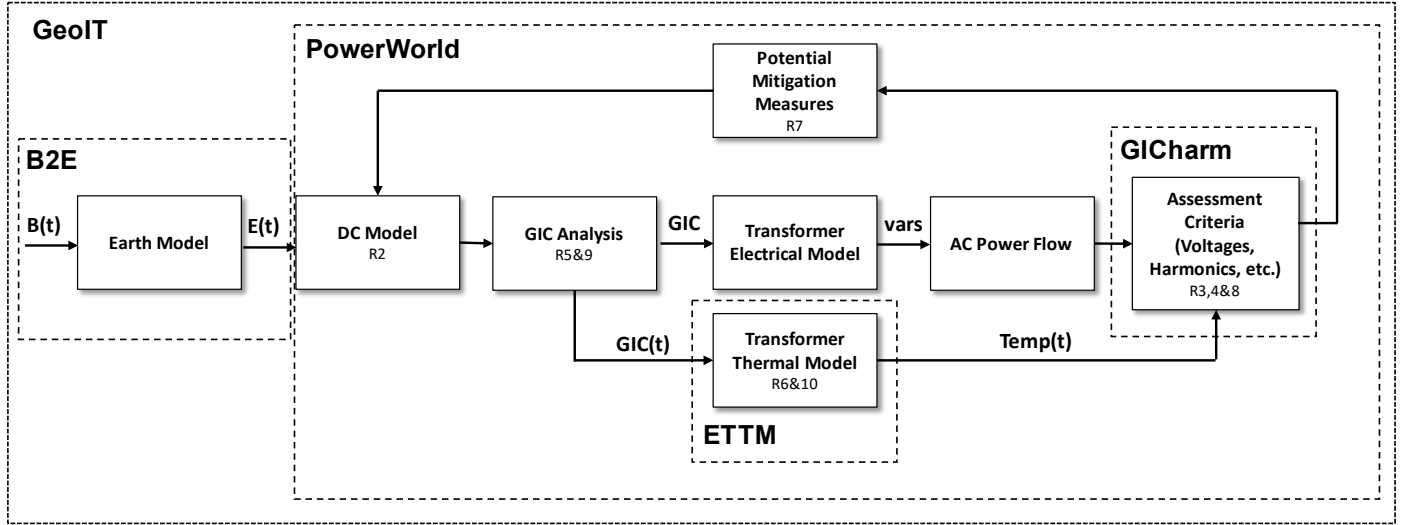 GeoIT
PowerWorld
Potential
Mitigation
Measures
R7
B2E
GICharm
B(t)
Earth Model
E(t)
DC Model
R2
GIC Analysis
R5&9
GIC
Transformer
Electrical Model
vars
AC Power Flow
Assessment
Criteria
(Voltages,
Harmonics, etc.)
R3,4&8
GIC(t)
Transformer
Thermal Model
R6&10
Temp(t)
ETTM